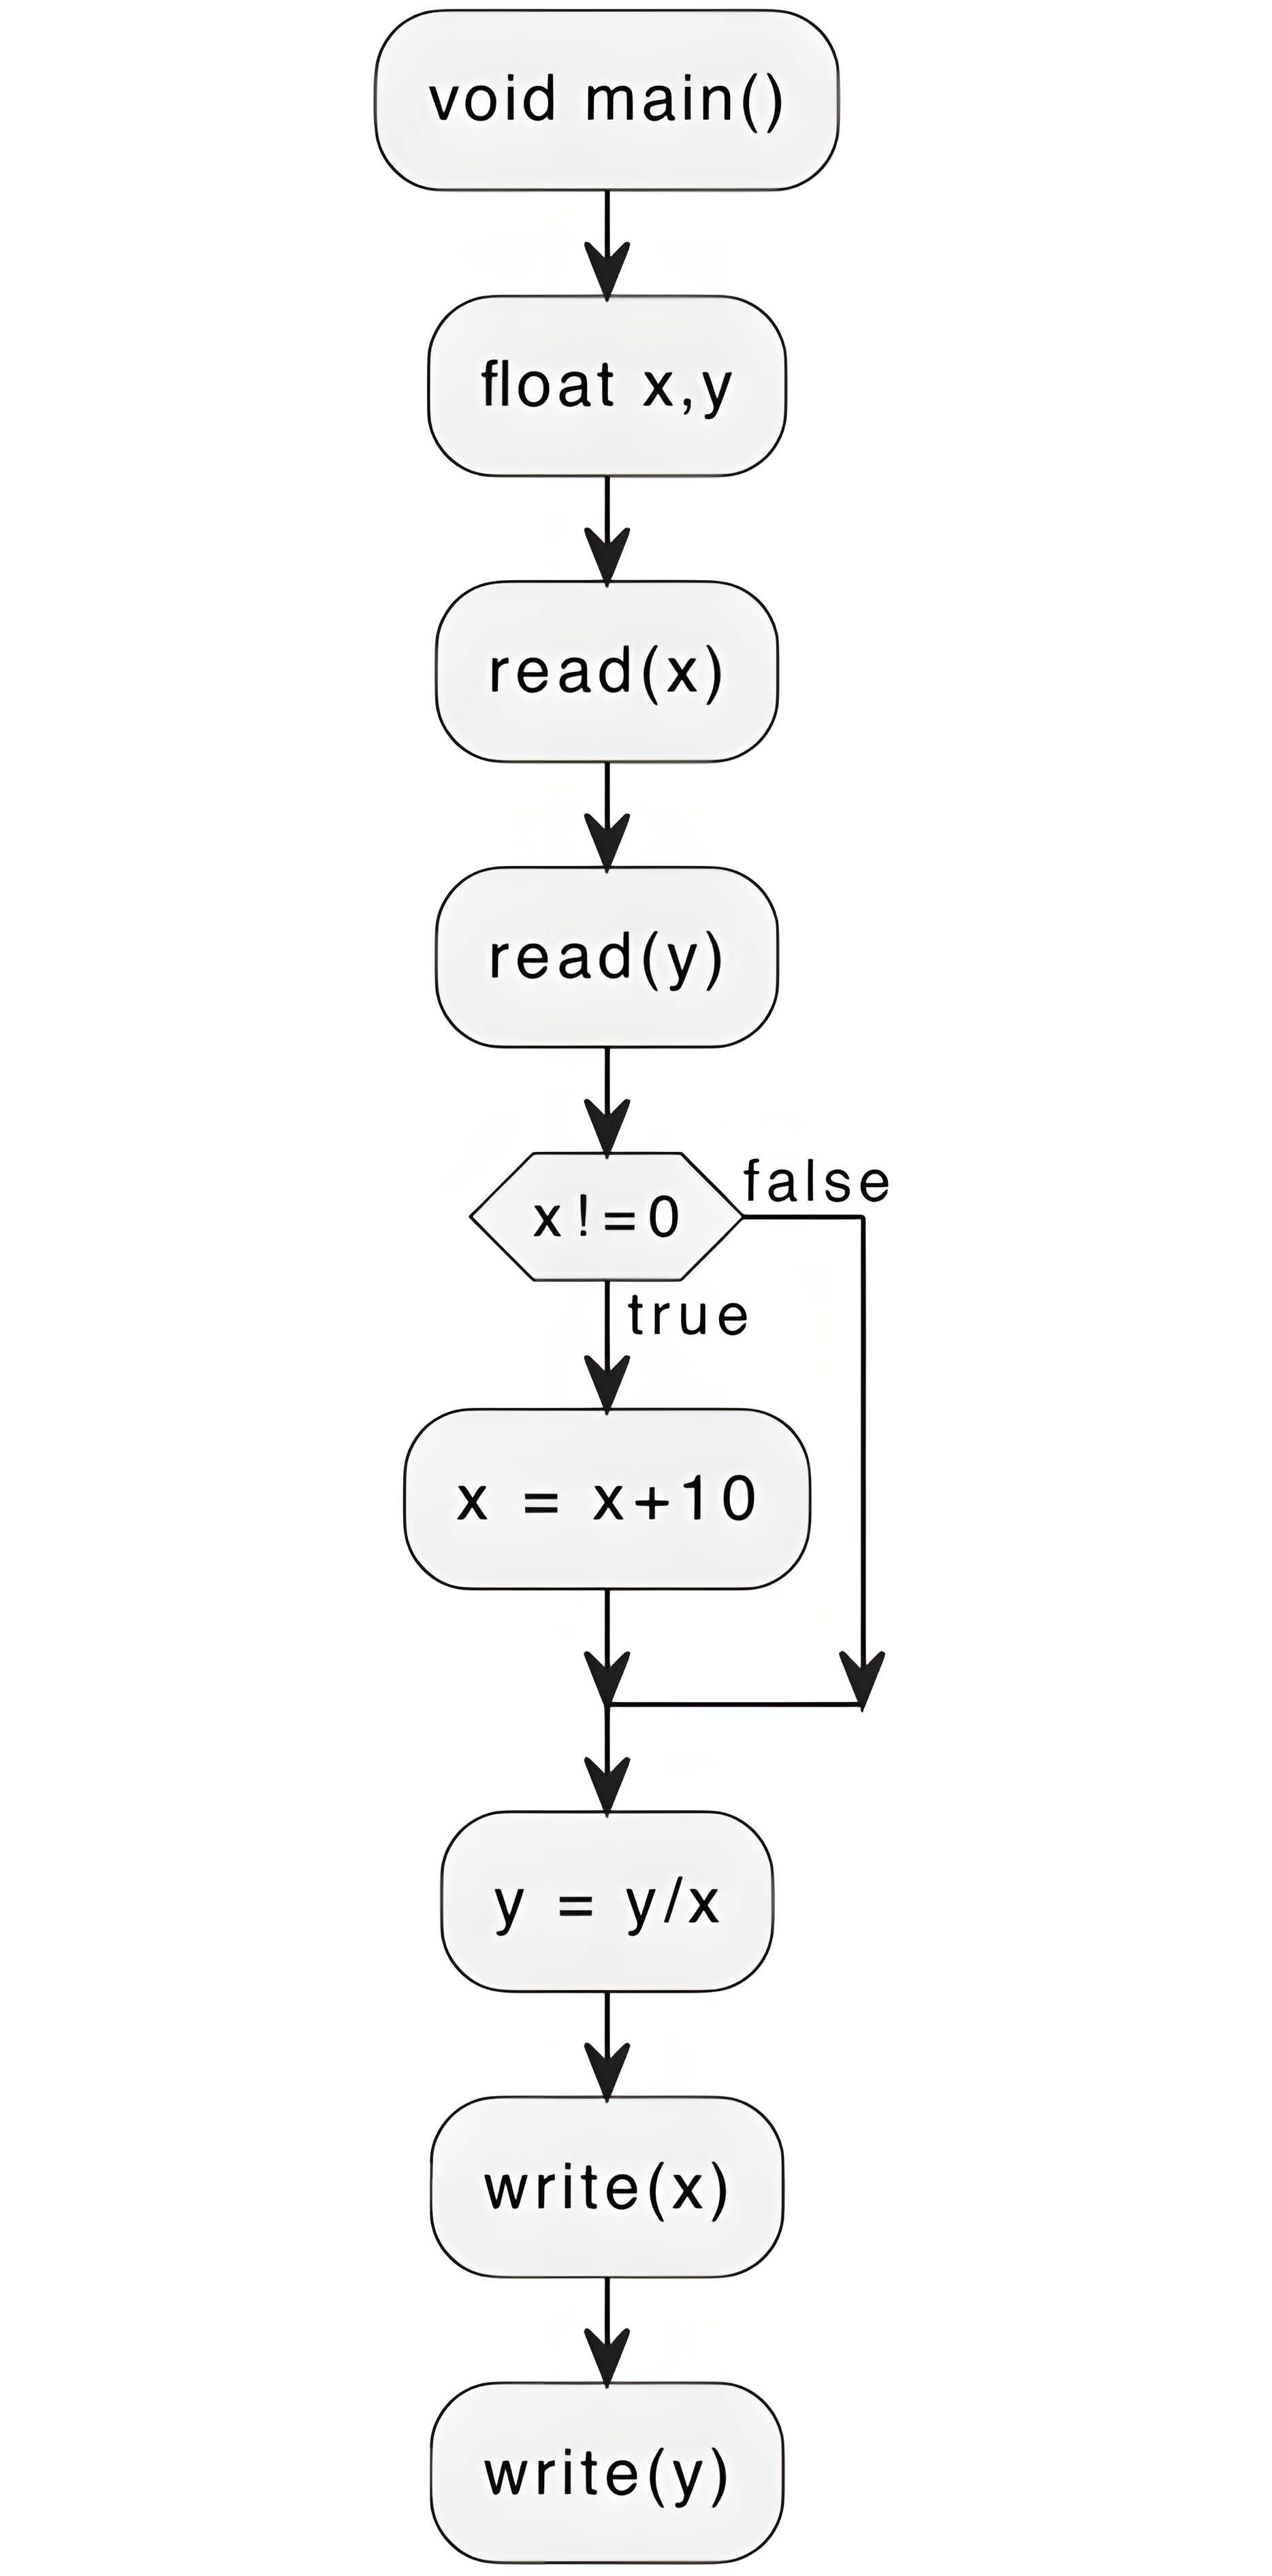 void main()
float x,y
read(x)
read(y)
x!=0
false
true
x = x+10
y = y/x
write(x)
write(y)